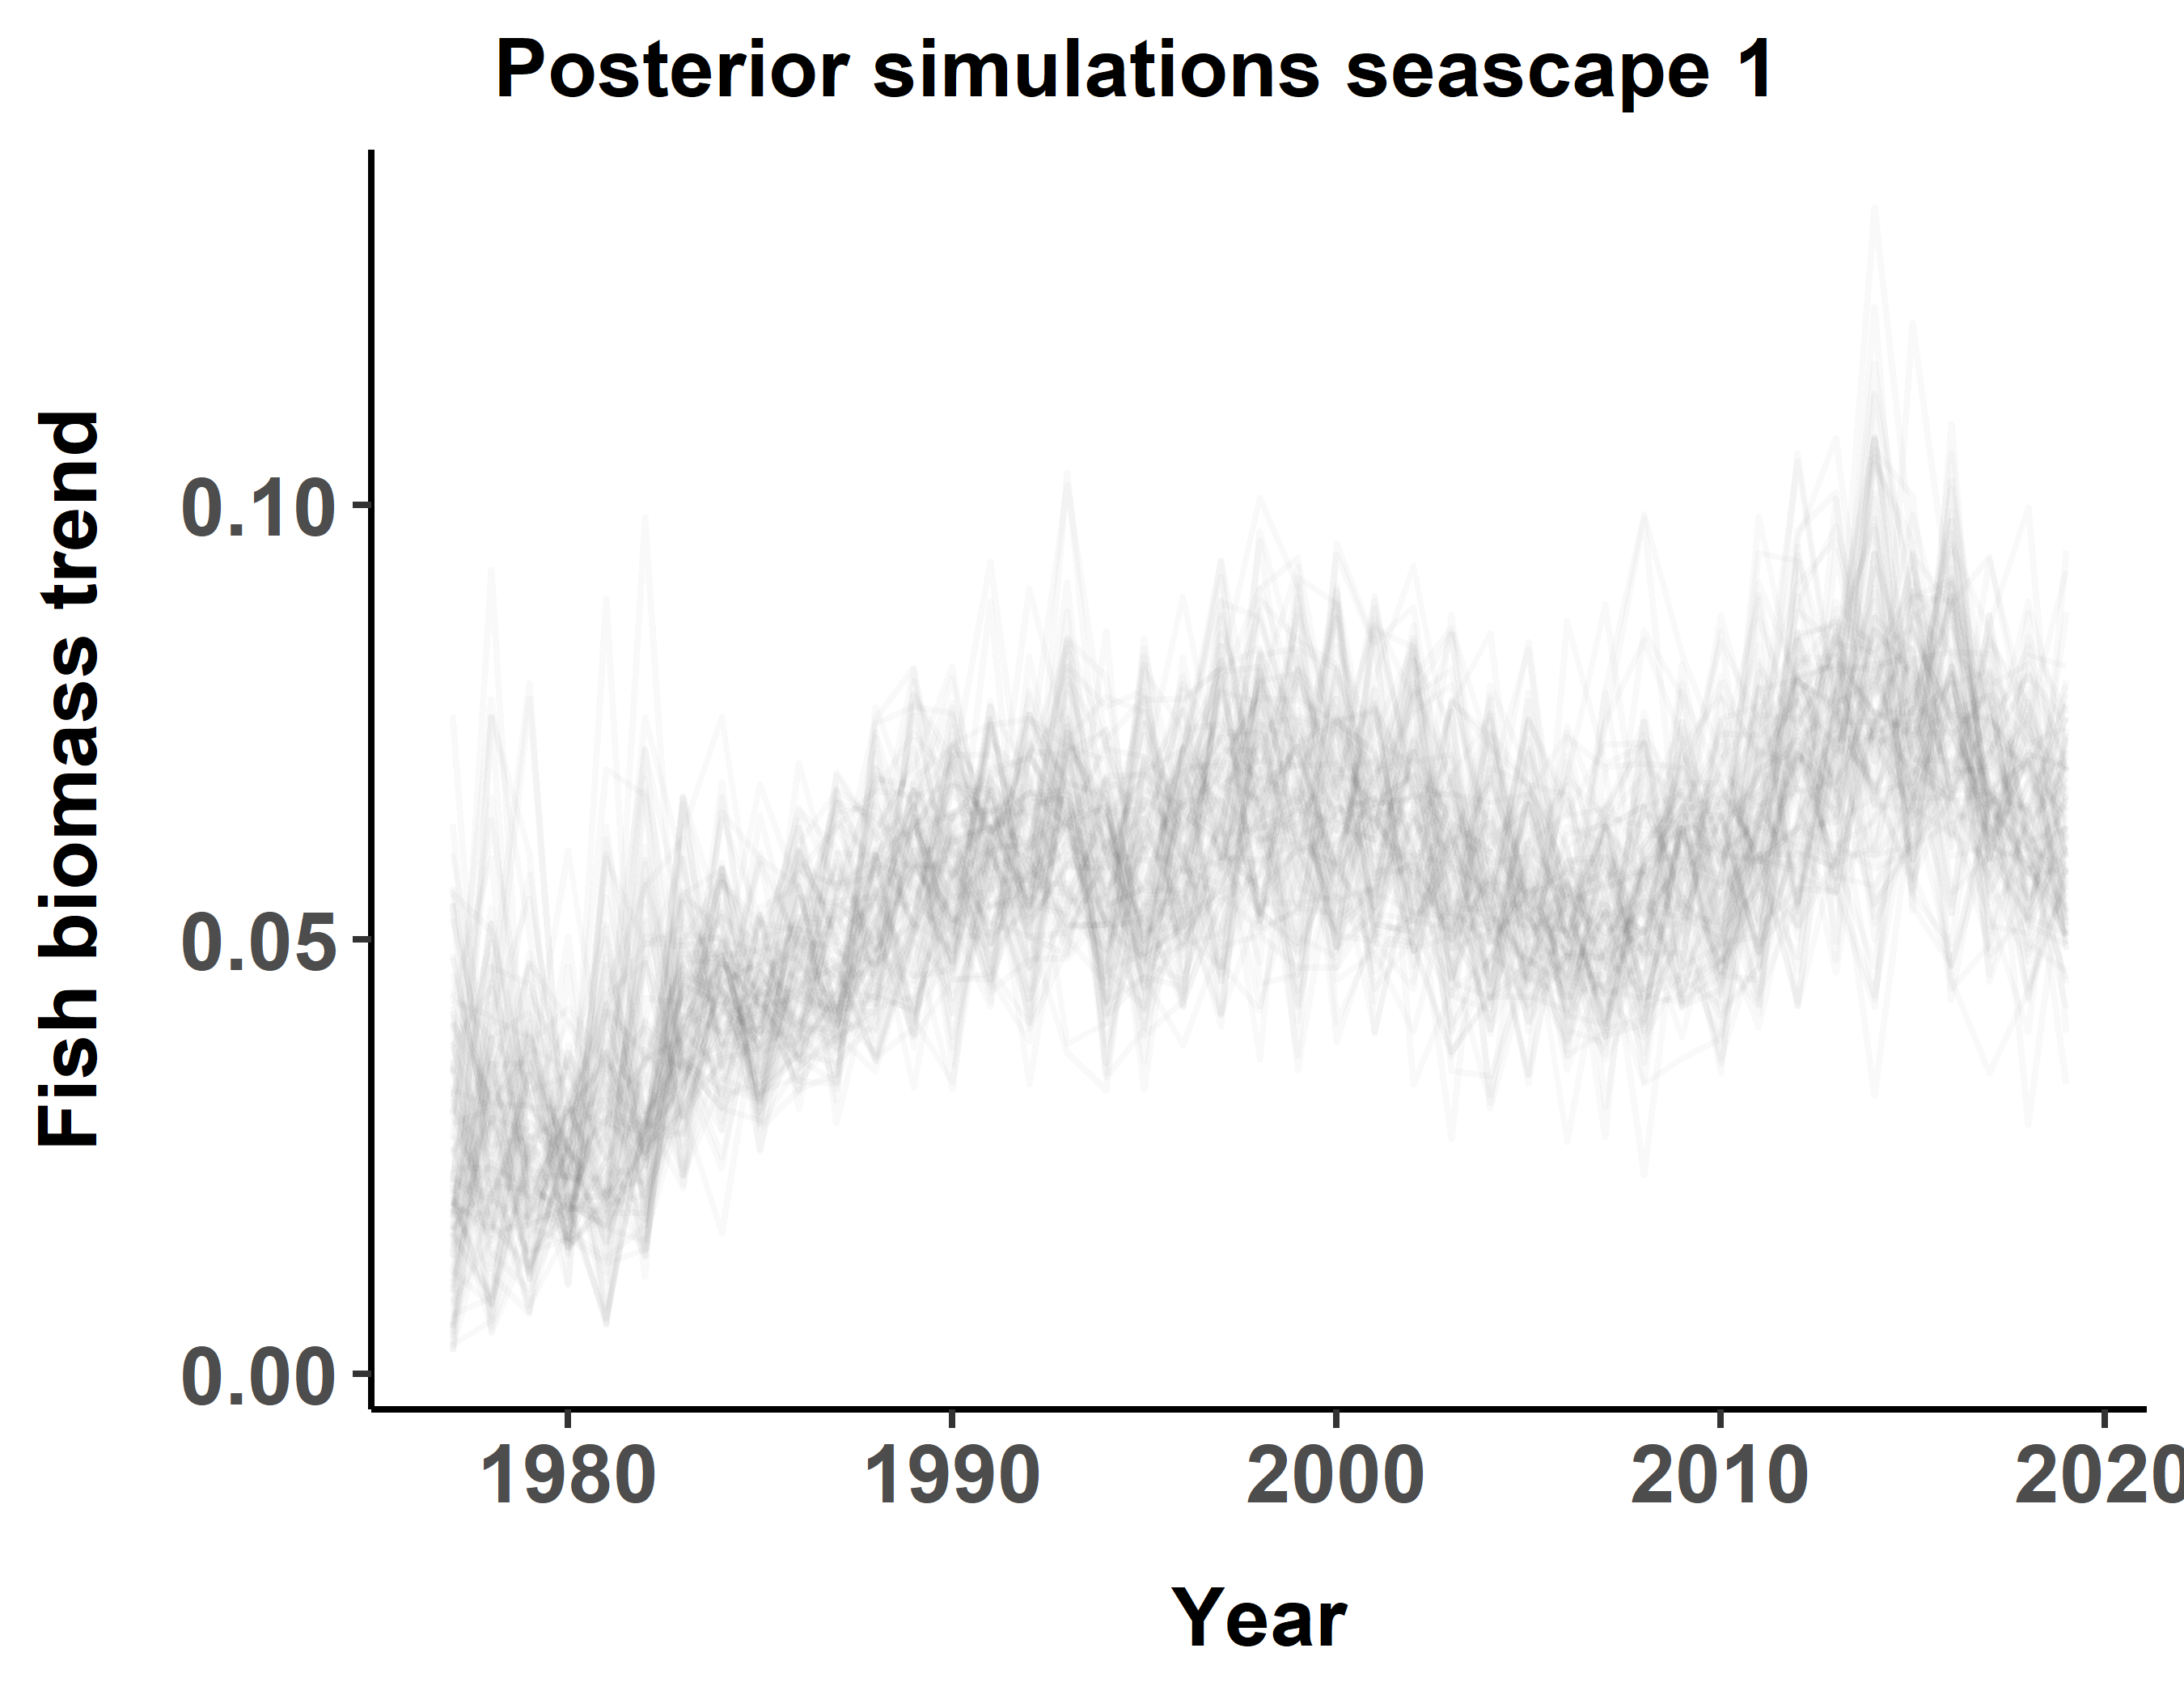 Posterior simulations seascape 1
Fish biomass trend
0.10
0.05
0.00
1980 1990 2000 2010 2020
Year